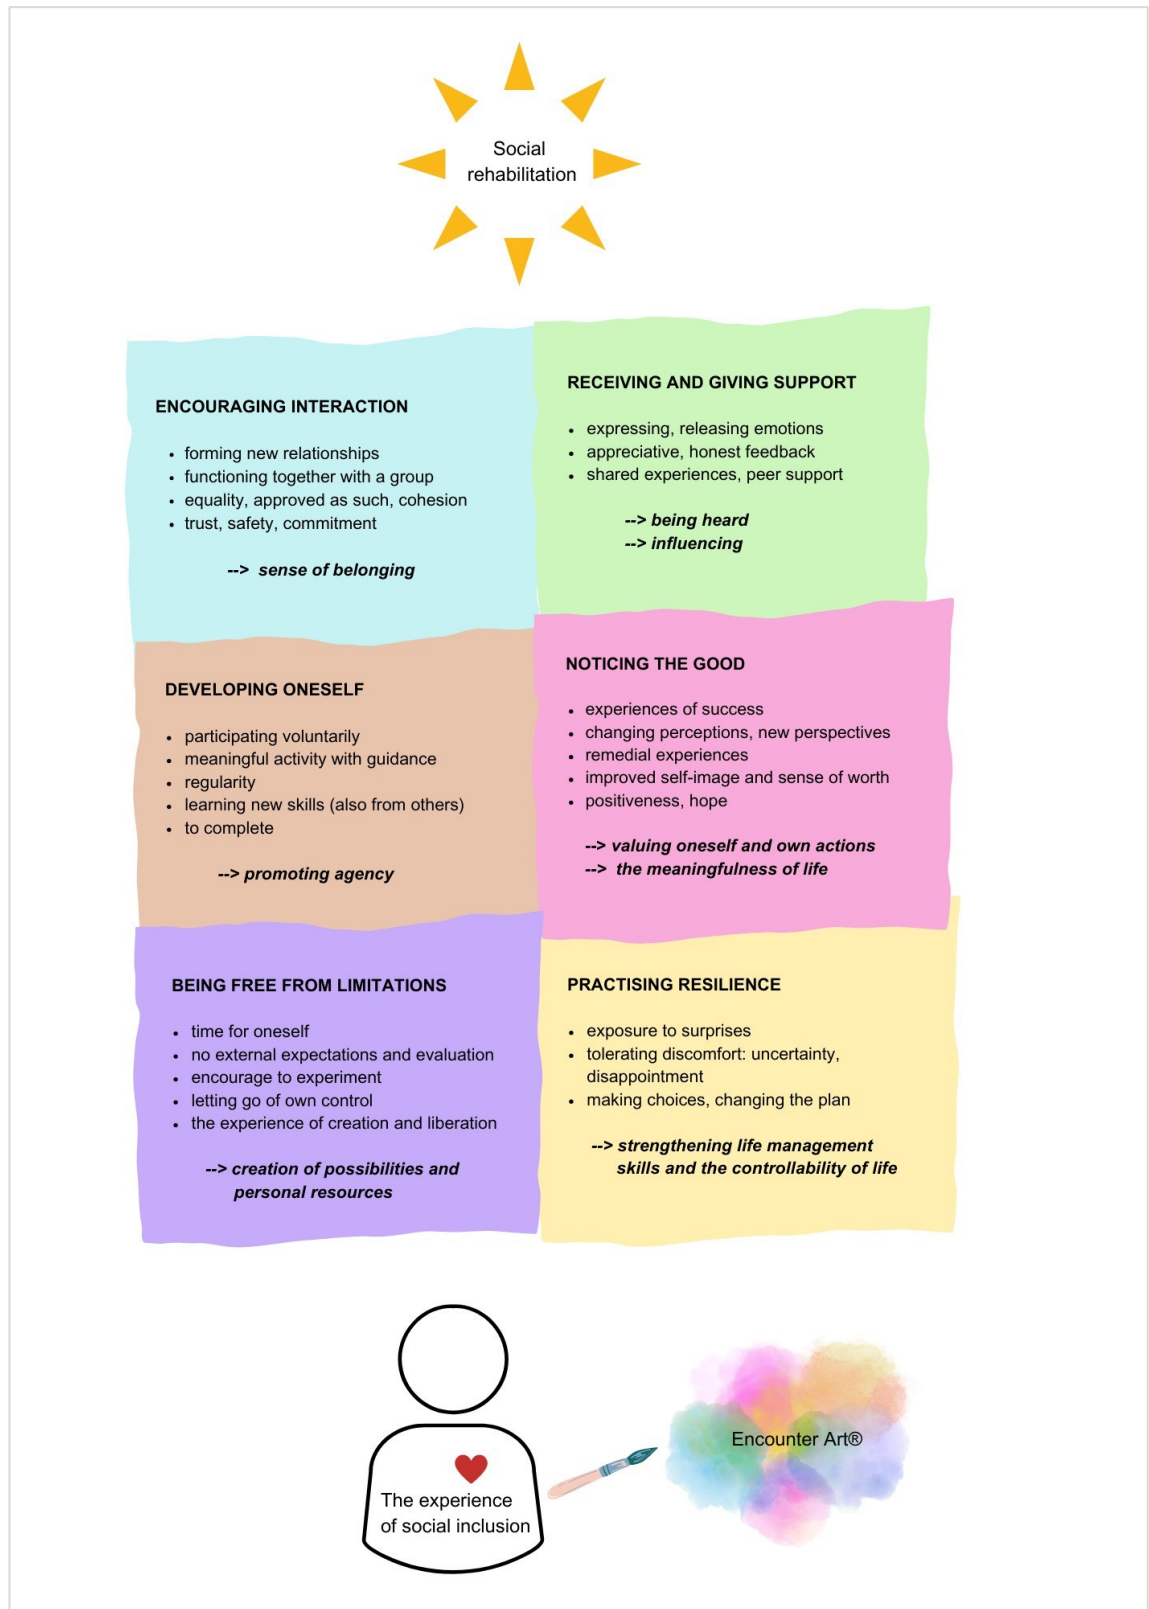 Social
rehabilitation
ENCOURAGING INTERACTION
• forming new relationships
• functioning together with a group
• equality, approved as such, cohesion
• trust, safety, commitment
--> sense of belonging
RECEIVING AND GIVING SUPPORT
• expressing, releasing emotions
• appreciative, honest feedback
• shared experiences, peer support
--> being heard
--> influencing
DEVELOPING ONESELF
• participating voluntarily
• meaningful activity with guidance
• regularity
• learning new skills (also from others)
• to complete
--> promoting agency
NOTICING THE GOOD
• experiences of success
• changing perceptions, new perspectives
• remedial experiences
• improved self-image and sense of worth
• positiveness, hope
--> valuing oneself and own actions
--> the meaningfulness of life
BEING FREE FROM LIMITATIONS
• time for oneself
• no external expectations and evaluation
• encourage to experiment
• letting go of own control
• the experience of creation and liberation
--> creation of possibilities and
personal resources
PRACTISING RESILIENCE
• exposure to surprises
• tolerating discomfort: uncertainty,
disappointment
• making choices, changing the plan
--> strengthening life management
skills and the controllability of life
The experience
of social inclusion
Encounter Art®